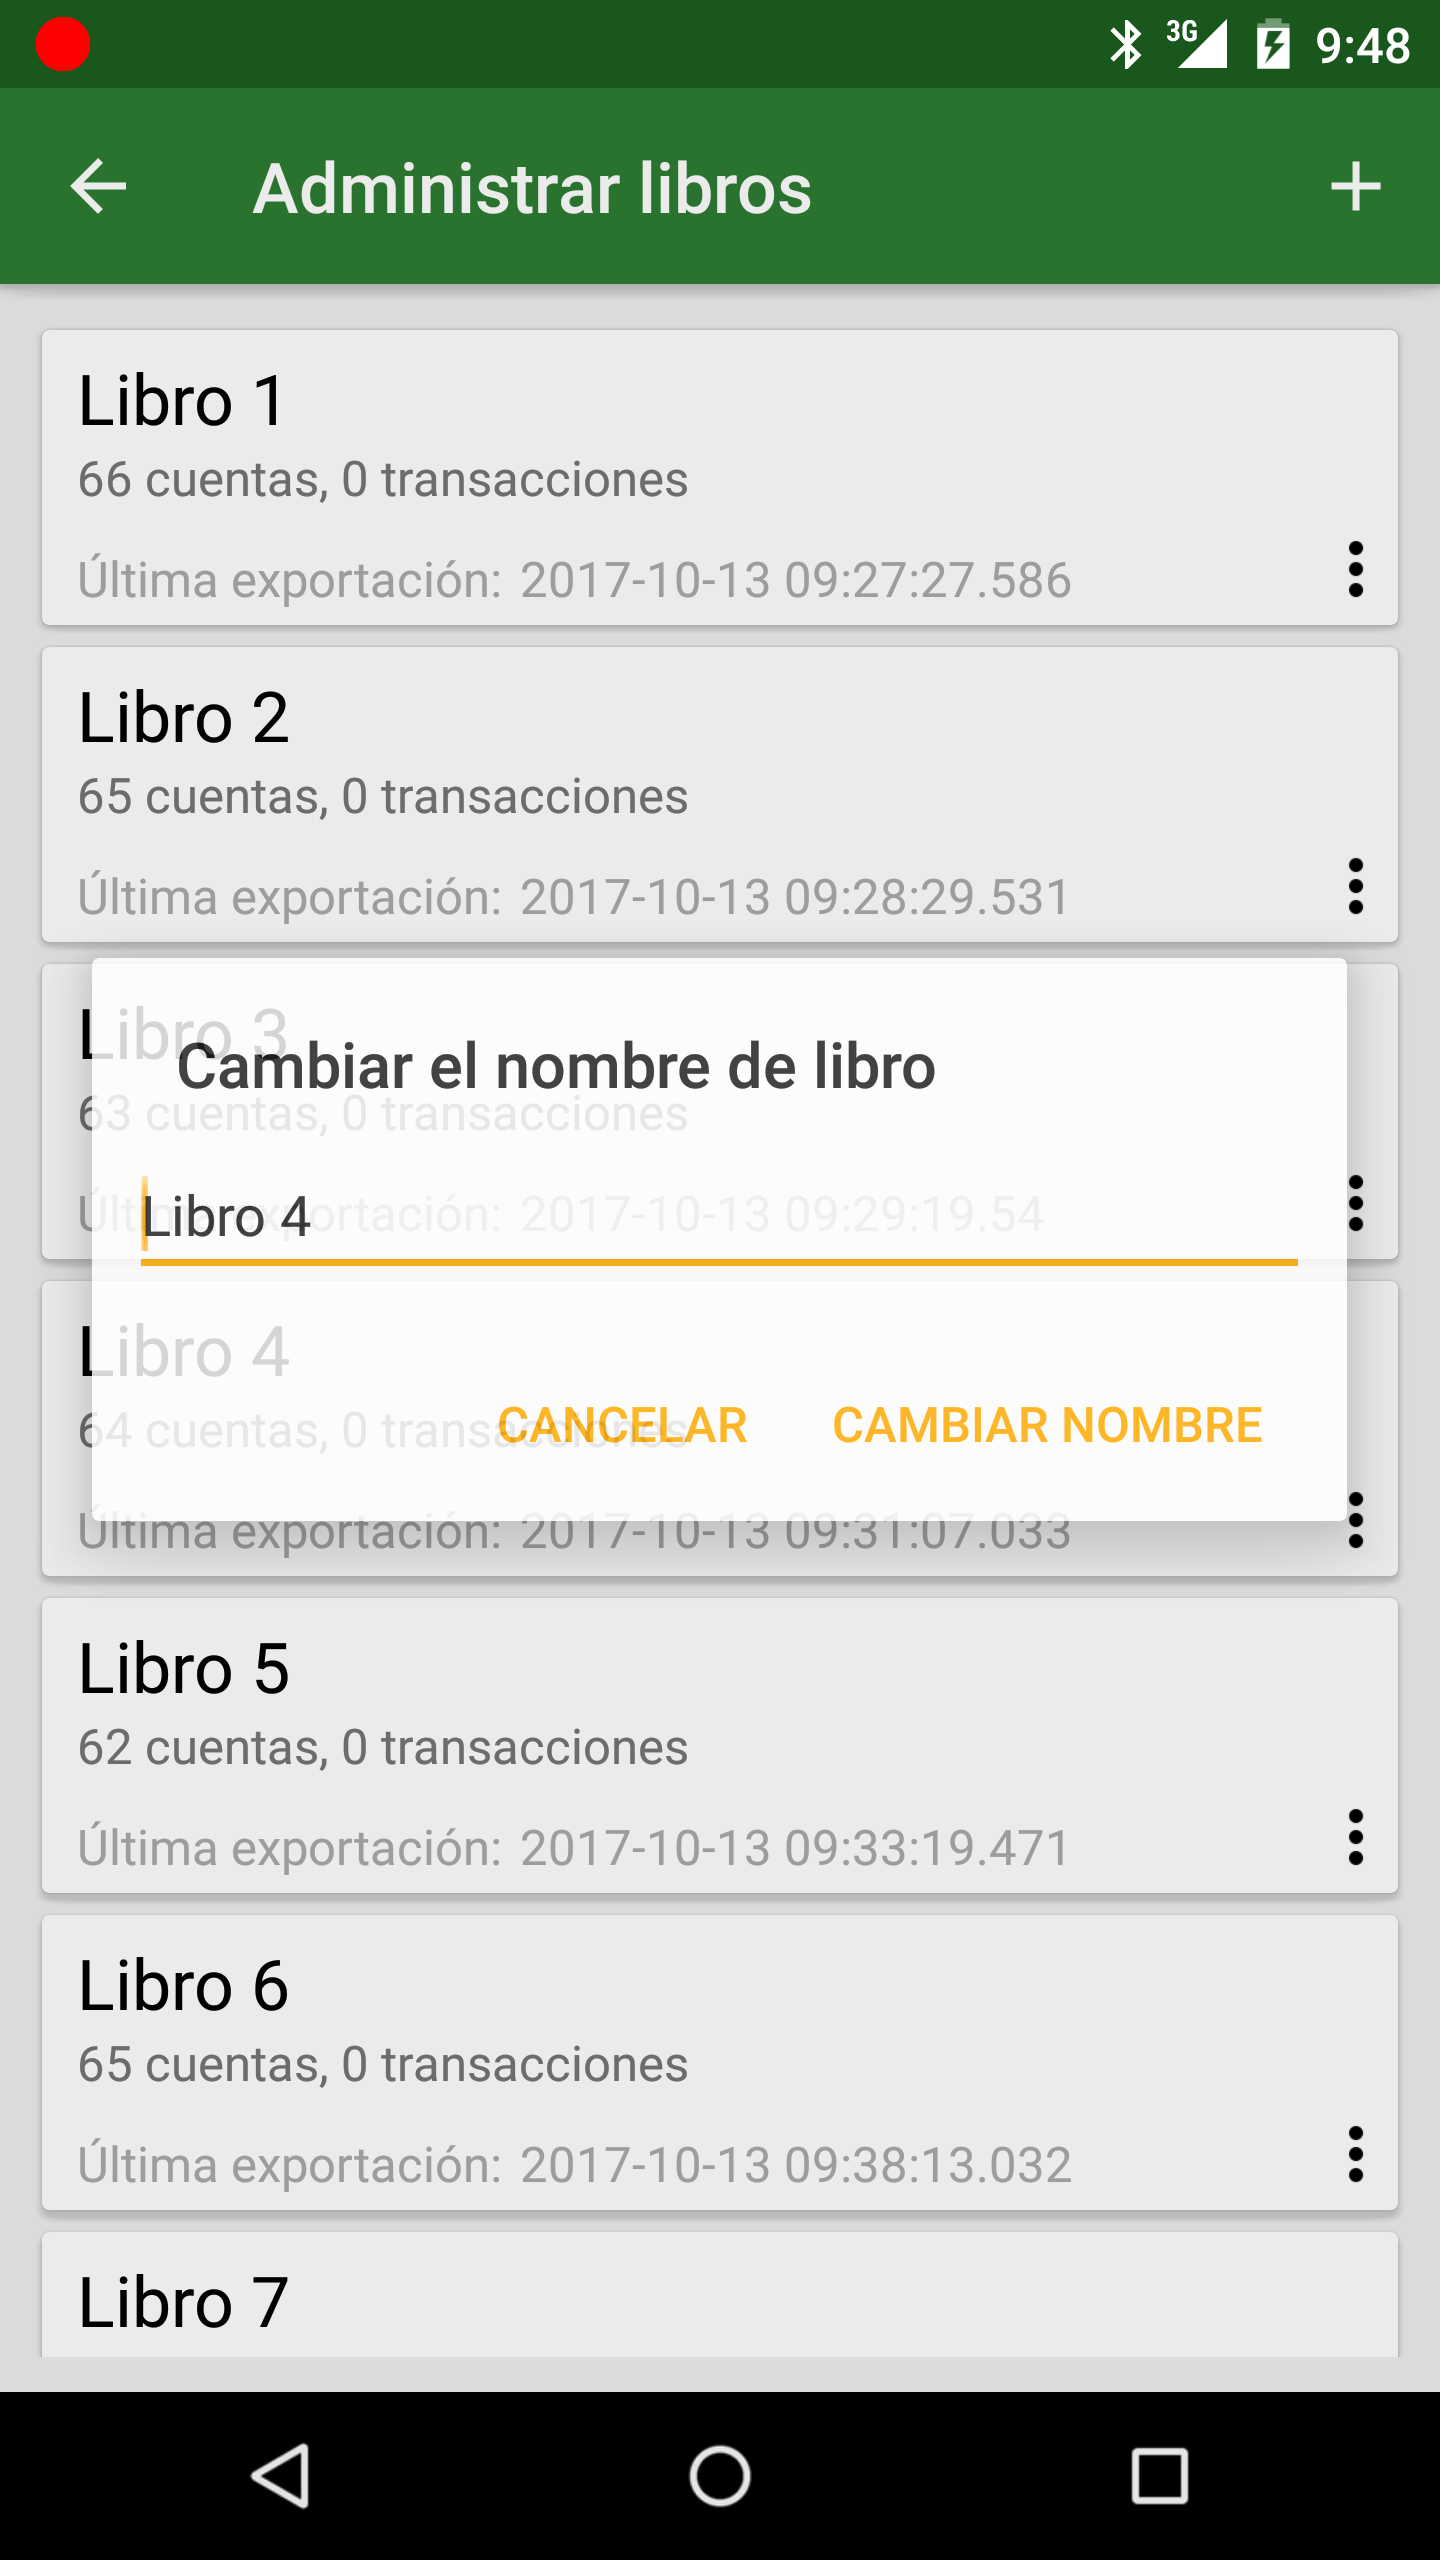 3G 9:48
Administrar libros
Libro 1
66 cuentas, 0 transacciones
Última exportación: 2017-10-13 09:27:27.586
Libro 2
65 cuentas, 0 transacciones
Última exportación: 2017-10-13 09:28:29.531
Libro 3
Cambiar el nombre de libro
63 cuentas, 0 transacciones
Última exportación: 2017-10-13 09:29:19.54
Libro 4
Libro 4
64 cuentas, 0 transacciones
CANCELAR CAMBIAR NOMBRE
Última exportación: 2017-10-13 09:31:07.033
Libro 5
62 cuentas, 0 transacciones
Última exportación: 2017-10-13 09:33:19.471
Libro 6
65 cuentas, 0 transacciones
Última exportación: 2017-10-13 09:38:13.032
Libro 7